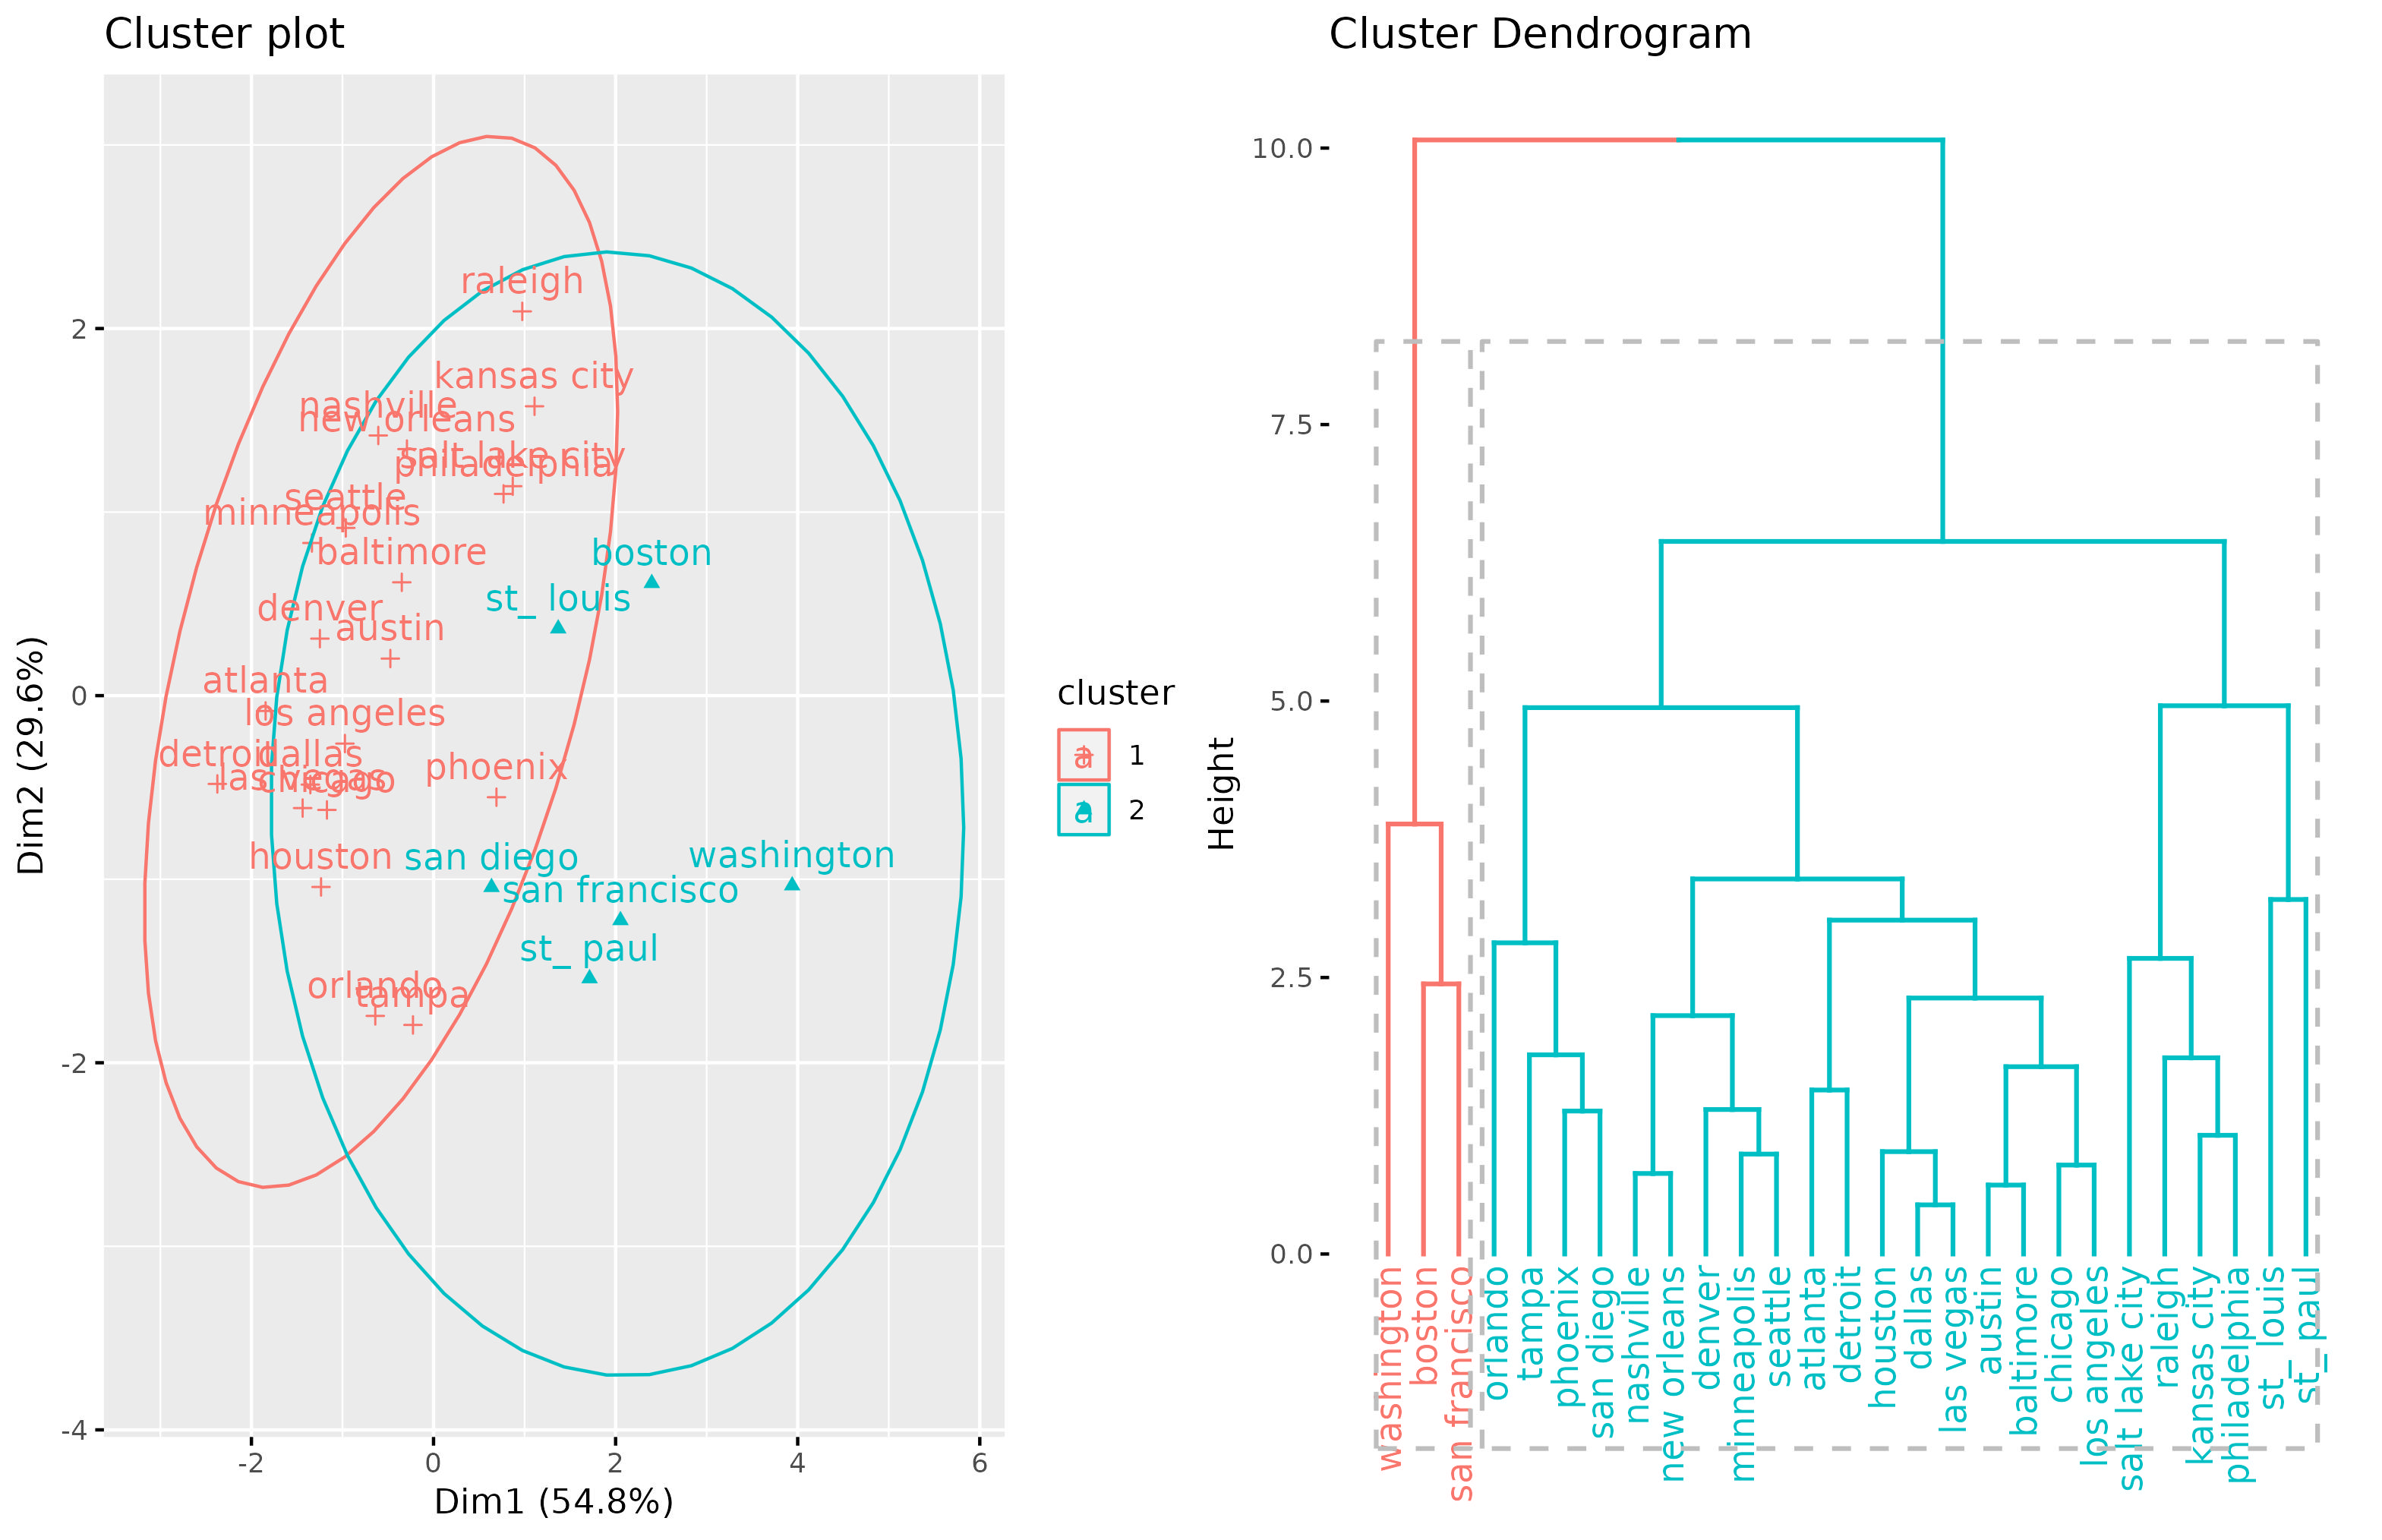 Cluster plot
raleigh
kansas city
nashville
new orleans
salt lake city
philadelphia
seattle
minneapolis
baltimore
boston
st_ louis
denver
austin
atlanta
los angeles
detroit
dallas
las vegas
chicago
phoenix
houston
san diego
washington
san francisco
st_ paul
orlando
tampa
2
0
-2
-4
-2
0
2
4
6
Dim1 (54.8%)
Dim2 (29.6%)
cluster
a 1
a 2
Cluster Dendrogram
10.0
7.5
5.0
2.5
0.0
Height
washington
boston
san francisco
orlando
tampa
phoenix
san diego
nashville
new orleans
denver
minneapolis
seattle
atlanta
detroit
houston
dallas
las vegas
austin
baltimore
chicago
los angeles
salt lake city
raleigh
kansas city
philadelphia
st_ louis
st_ paul